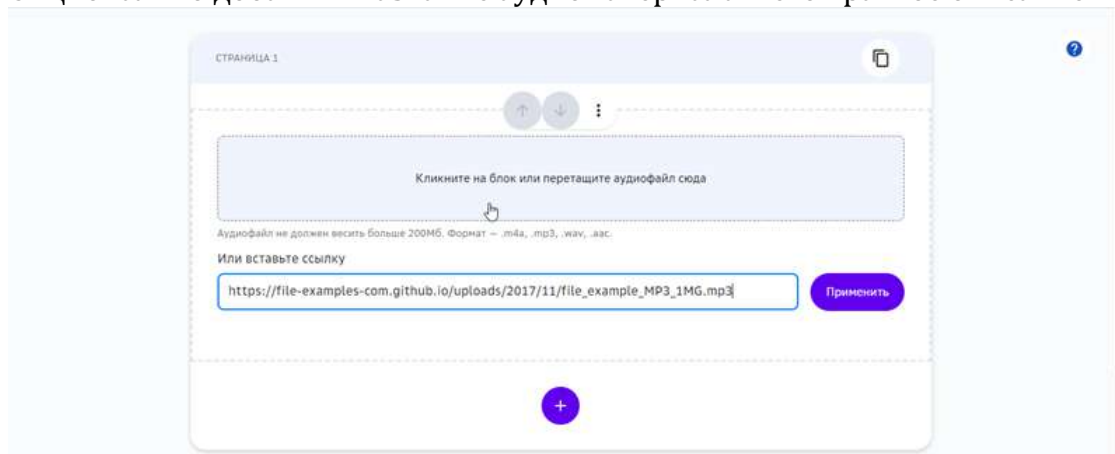 СТРАНИЦА 1
Кликните на блок или перетащите аудиофайл сюда
Аудиофайл не должен весить больше 200Мб. Формат — .m4a, .mp3, .wav, .aac.
Или вставьте ссылку
https://file-examples-com.github.io/uploads/2017/11/file_example_MP3_1MG.mp3
Применить